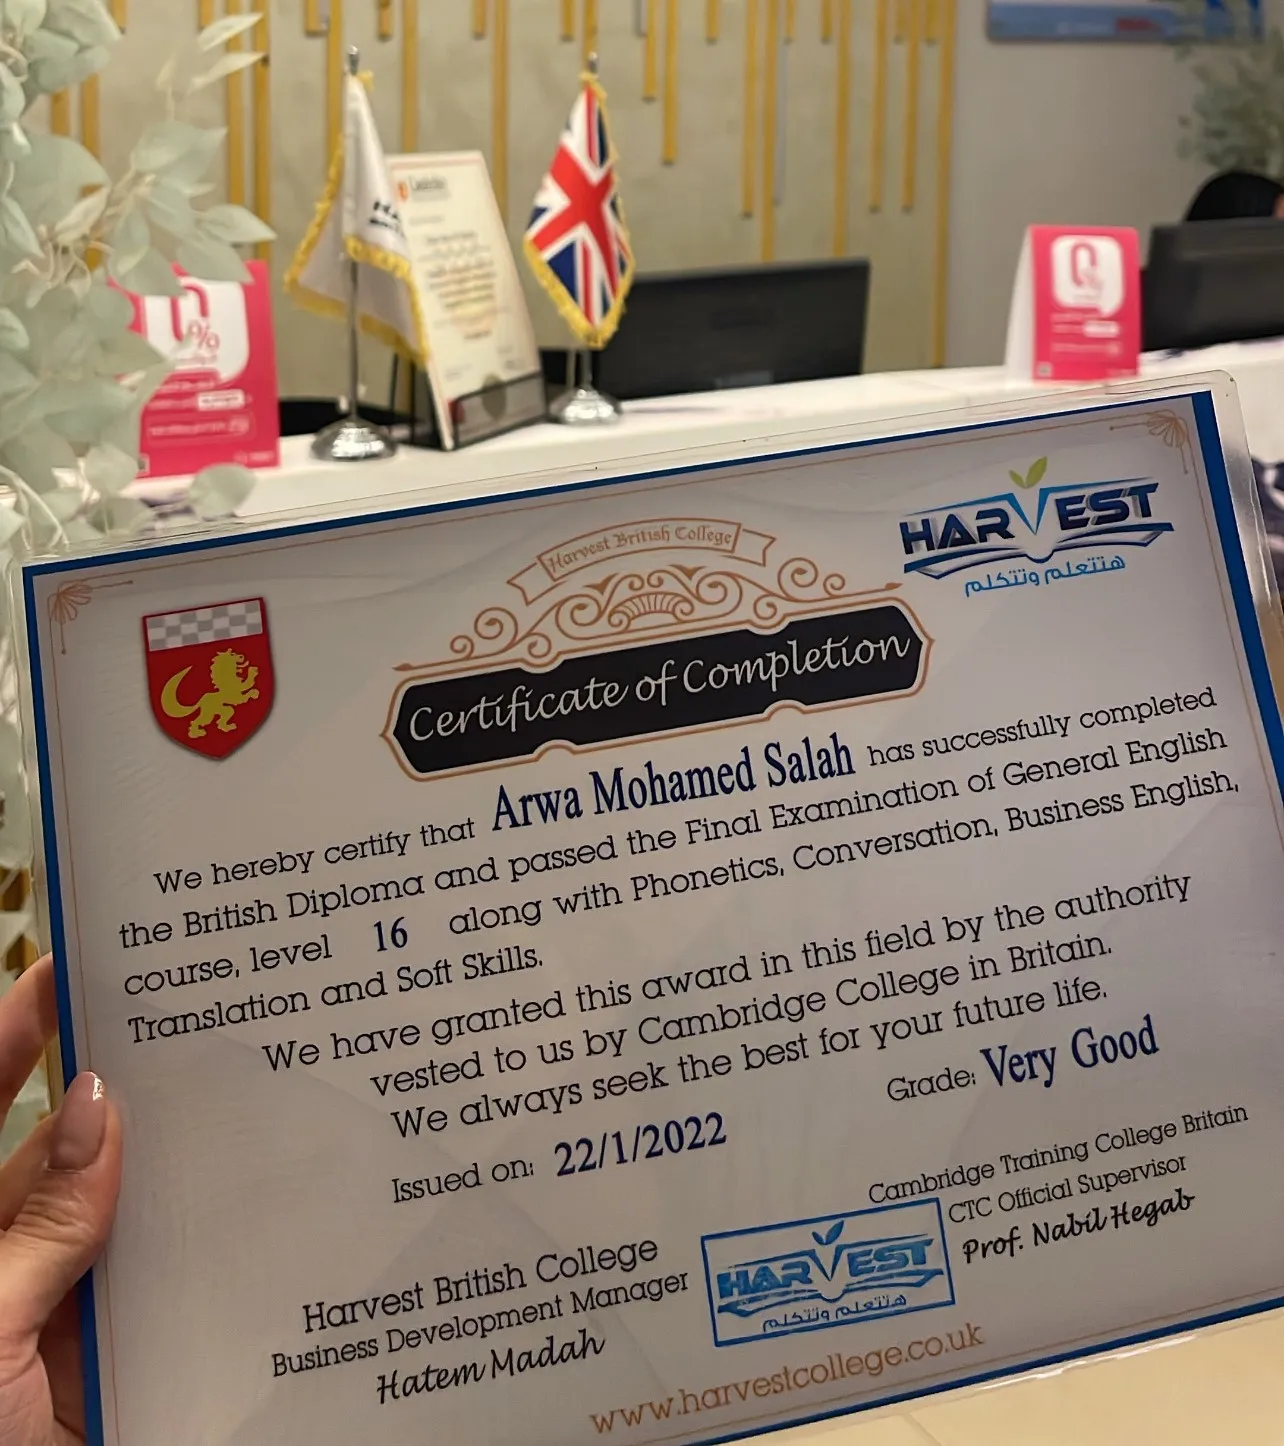 Harvest British College
HARVEST
هتتعلم وتتكلم
Certificate of Completion
We hereby certify that Arwa Mohamed Salah has successfully completed
the British Diploma and passed the Final Examination of General English
course, level 16 along with Phonetics, Conversation, Business English,
Translation and Soft Skills.
We have granted this award in this field by the authority
vested to us by Cambridge College in Britain.
We always seek the best for your future life.
Grade: Very Good
Issued on: 22/1/2022
Cambridge Training College Britain
CTC Official Supervisor
Prof. Nabil Hegab
Harvest British College
Business Development Manager
Hatem Madah
HARVEST
هتتعلم وتتكلم
www.harvestcollege.co.uk